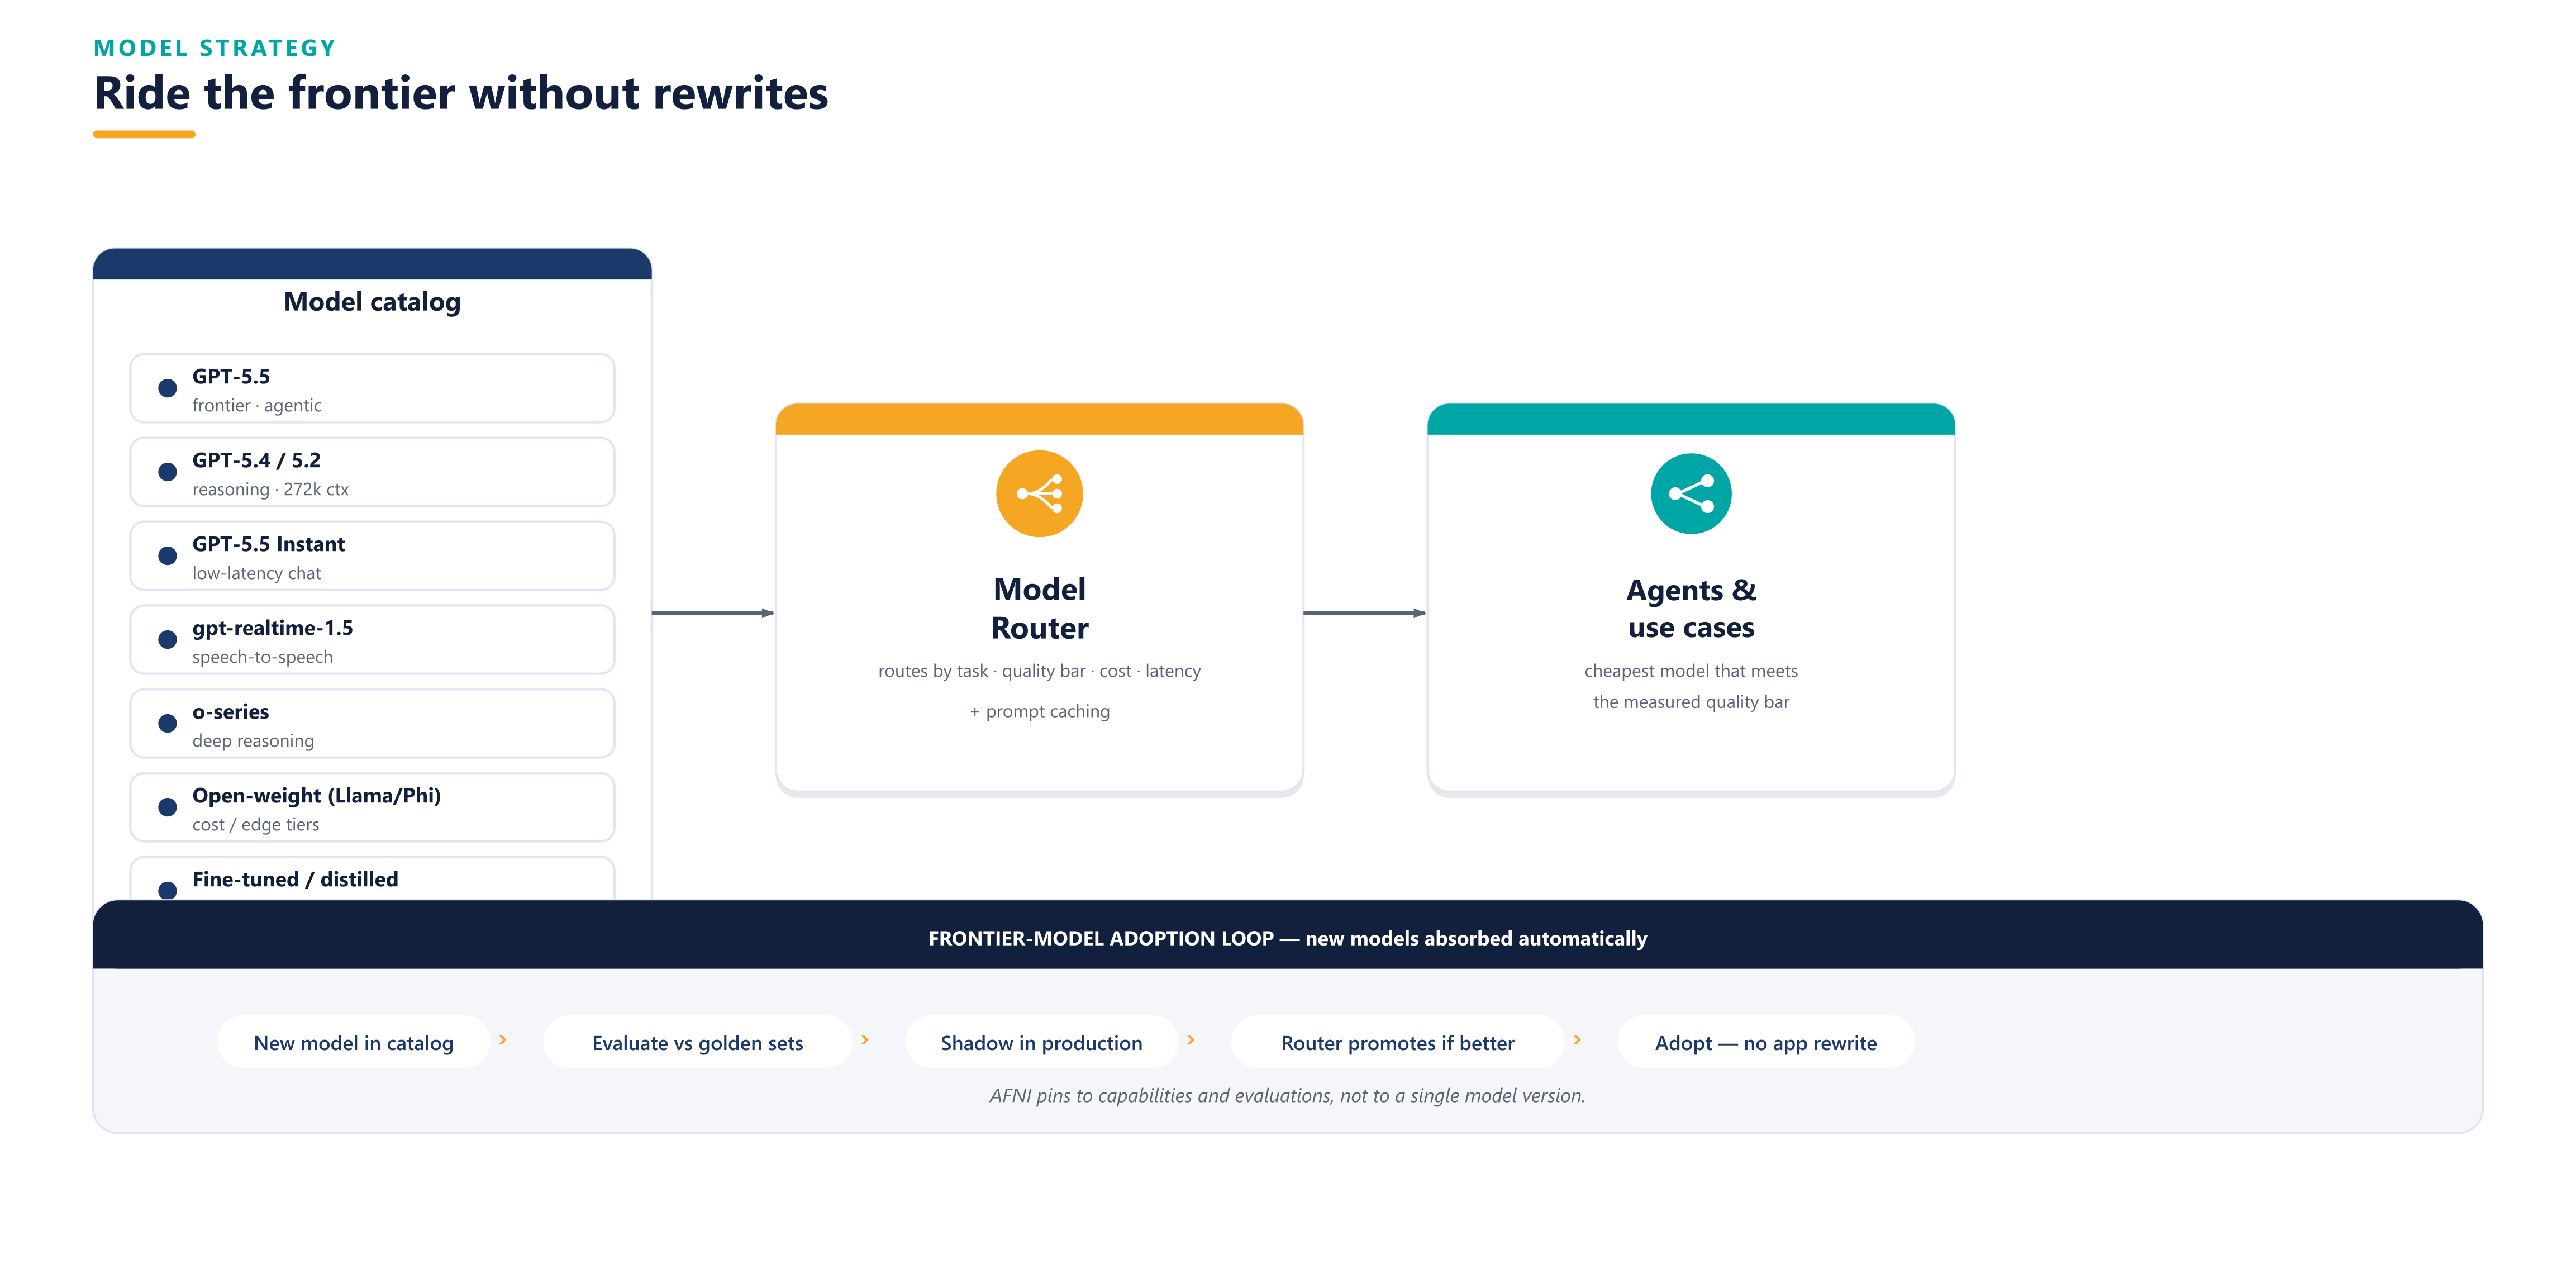 MODEL STRATEGY
Ride the frontier without rewrites
Model catalog
GPT-5.5
frontier · agentic
GPT-5.4 / 5.2
reasoning · 272k ctx
GPT-5.5 Instant
low-latency chat
gpt-realtime-1.5
speech-to-speech
o-series
deep reasoning
Open-weight (Llama/Phi)
cost / edge tiers
Fine-tuned / distilled
Model
Router
routes by task · quality bar · cost · latency
+ prompt caching
Agents &
use cases
cheapest model that meets
the measured quality bar
FRONTIER-MODEL ADOPTION LOOP — new models absorbed automatically
New model in catalog › Evaluate vs golden sets › Shadow in production › Router promotes if better › Adopt — no app rewrite
AFNI pins to capabilities and evaluations, not to a single model version.